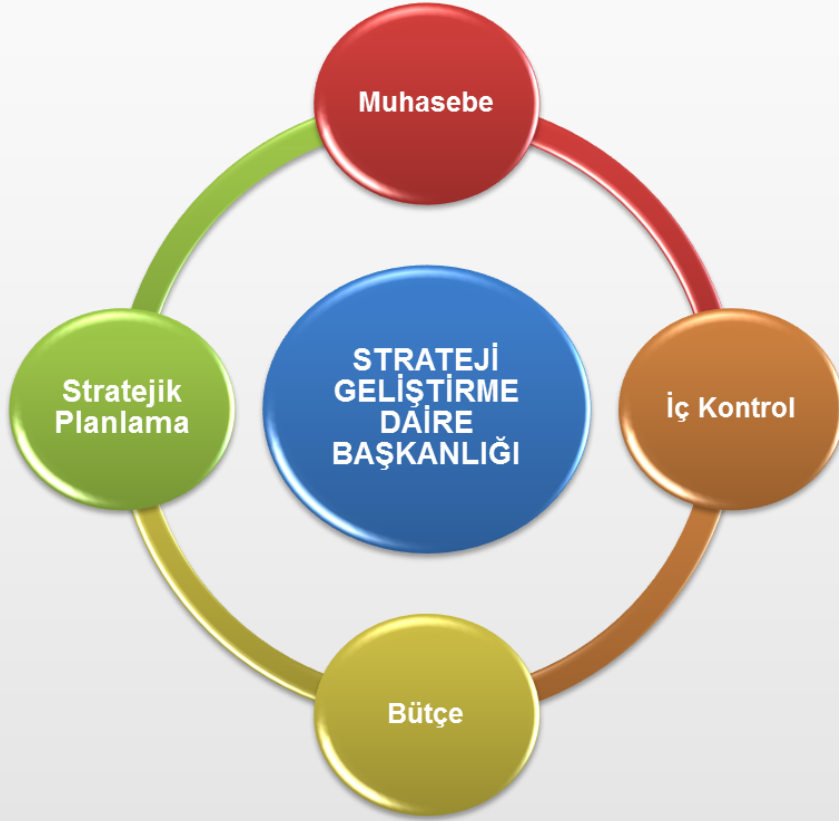 Muhasebe
STRATEJİ
GELİŞTİRME
DAİRE
BAŞKANLIĞI
Stratejik
Planlama
İç Kontrol
Bütçe